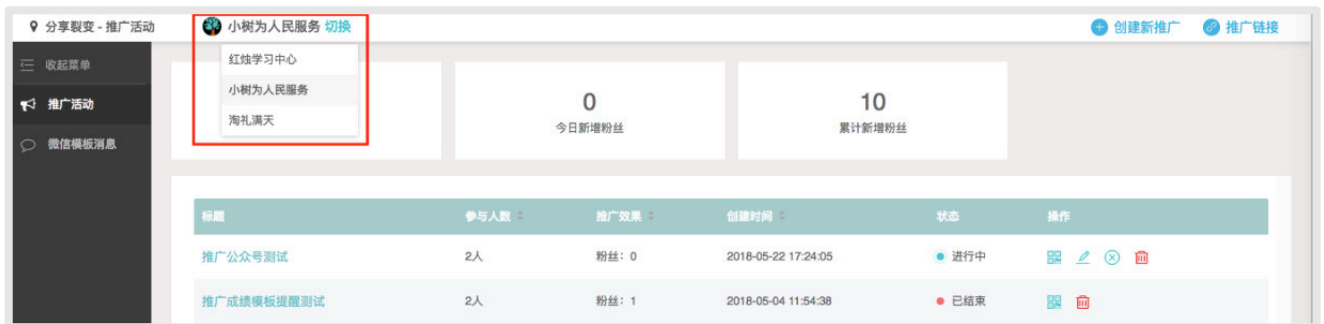 分享裂变 - 推广活动 小树为人民服务 切换 创建新推广 推广链接
收起菜单
推广活动
微信模板消息
红烛学习中心
小树为人民服务
淘礼满天
0
今日新增粉丝
10
累计新增粉丝
标题 参与人数 推广效果 创建时间 状态 操作
推广公众号测试 2人 粉丝：0 2018-05-22 17:24:05 进行中
推广成绩模板提醒测试 2人 粉丝：1 2018-05-04 11:54:38 已结束